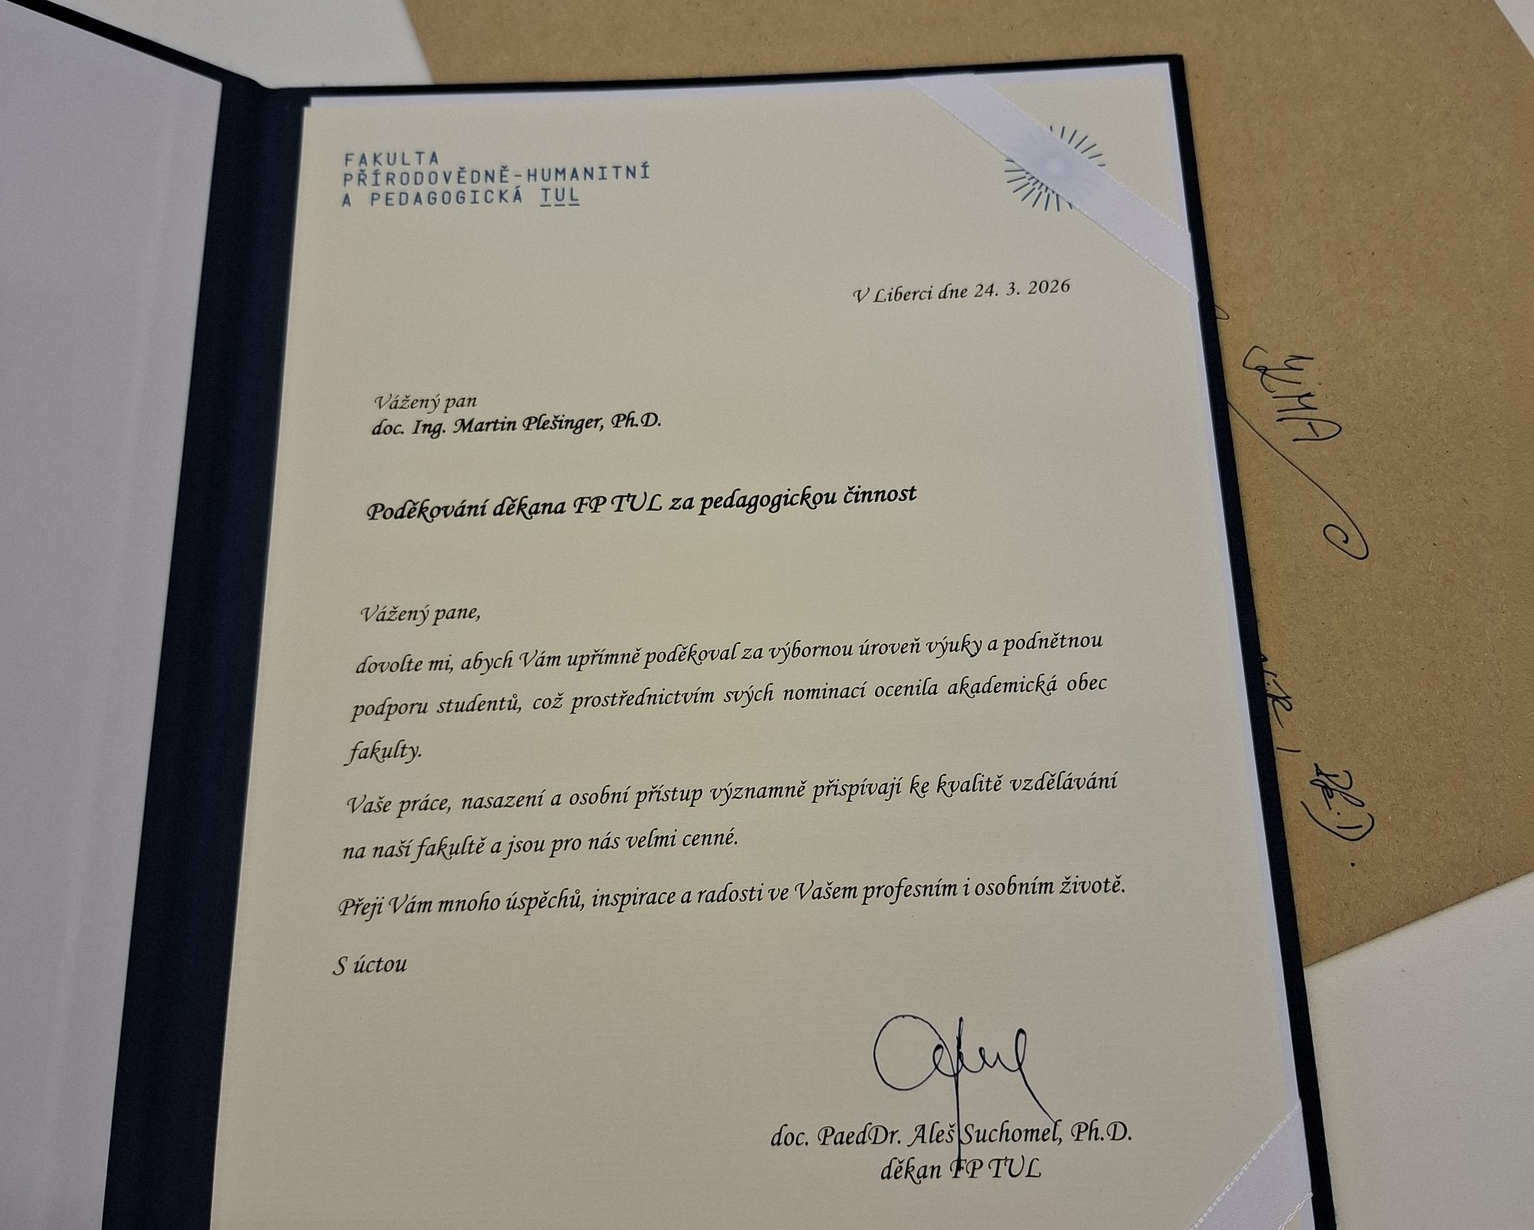 FAKULTA
PŘÍRODOVĚDNĚ-HUMANITNÍ
A PEDAGOGICKÁ TUL
V Liberci dne 24. 3. 2026
Vážený pan
doc. Ing. Martin Plešinger, Ph.D.
Poděkování děkana FP TUL za pedagogickou činnost
Vážený pane,
dovolte mi, abych Vám upřímně poděkoval za výbornou úroveň výuky a podnětnou
podporu studentů, což prostřednictvím svých nominací ocenila akademická obec
fakulty.
Vaše práce, nasazení a osobní přístup významně přispívají ke kvalitě vzdělávání
na naší fakultě a jsou pro nás velmi cenné.
Přeji Vám mnoho úspěchů, inspirace a radosti ve Vašem profesním i osobním životě.
S úctou
doc. PaedDr. Aleš Suchomel, Ph.D.
děkan FP TUL